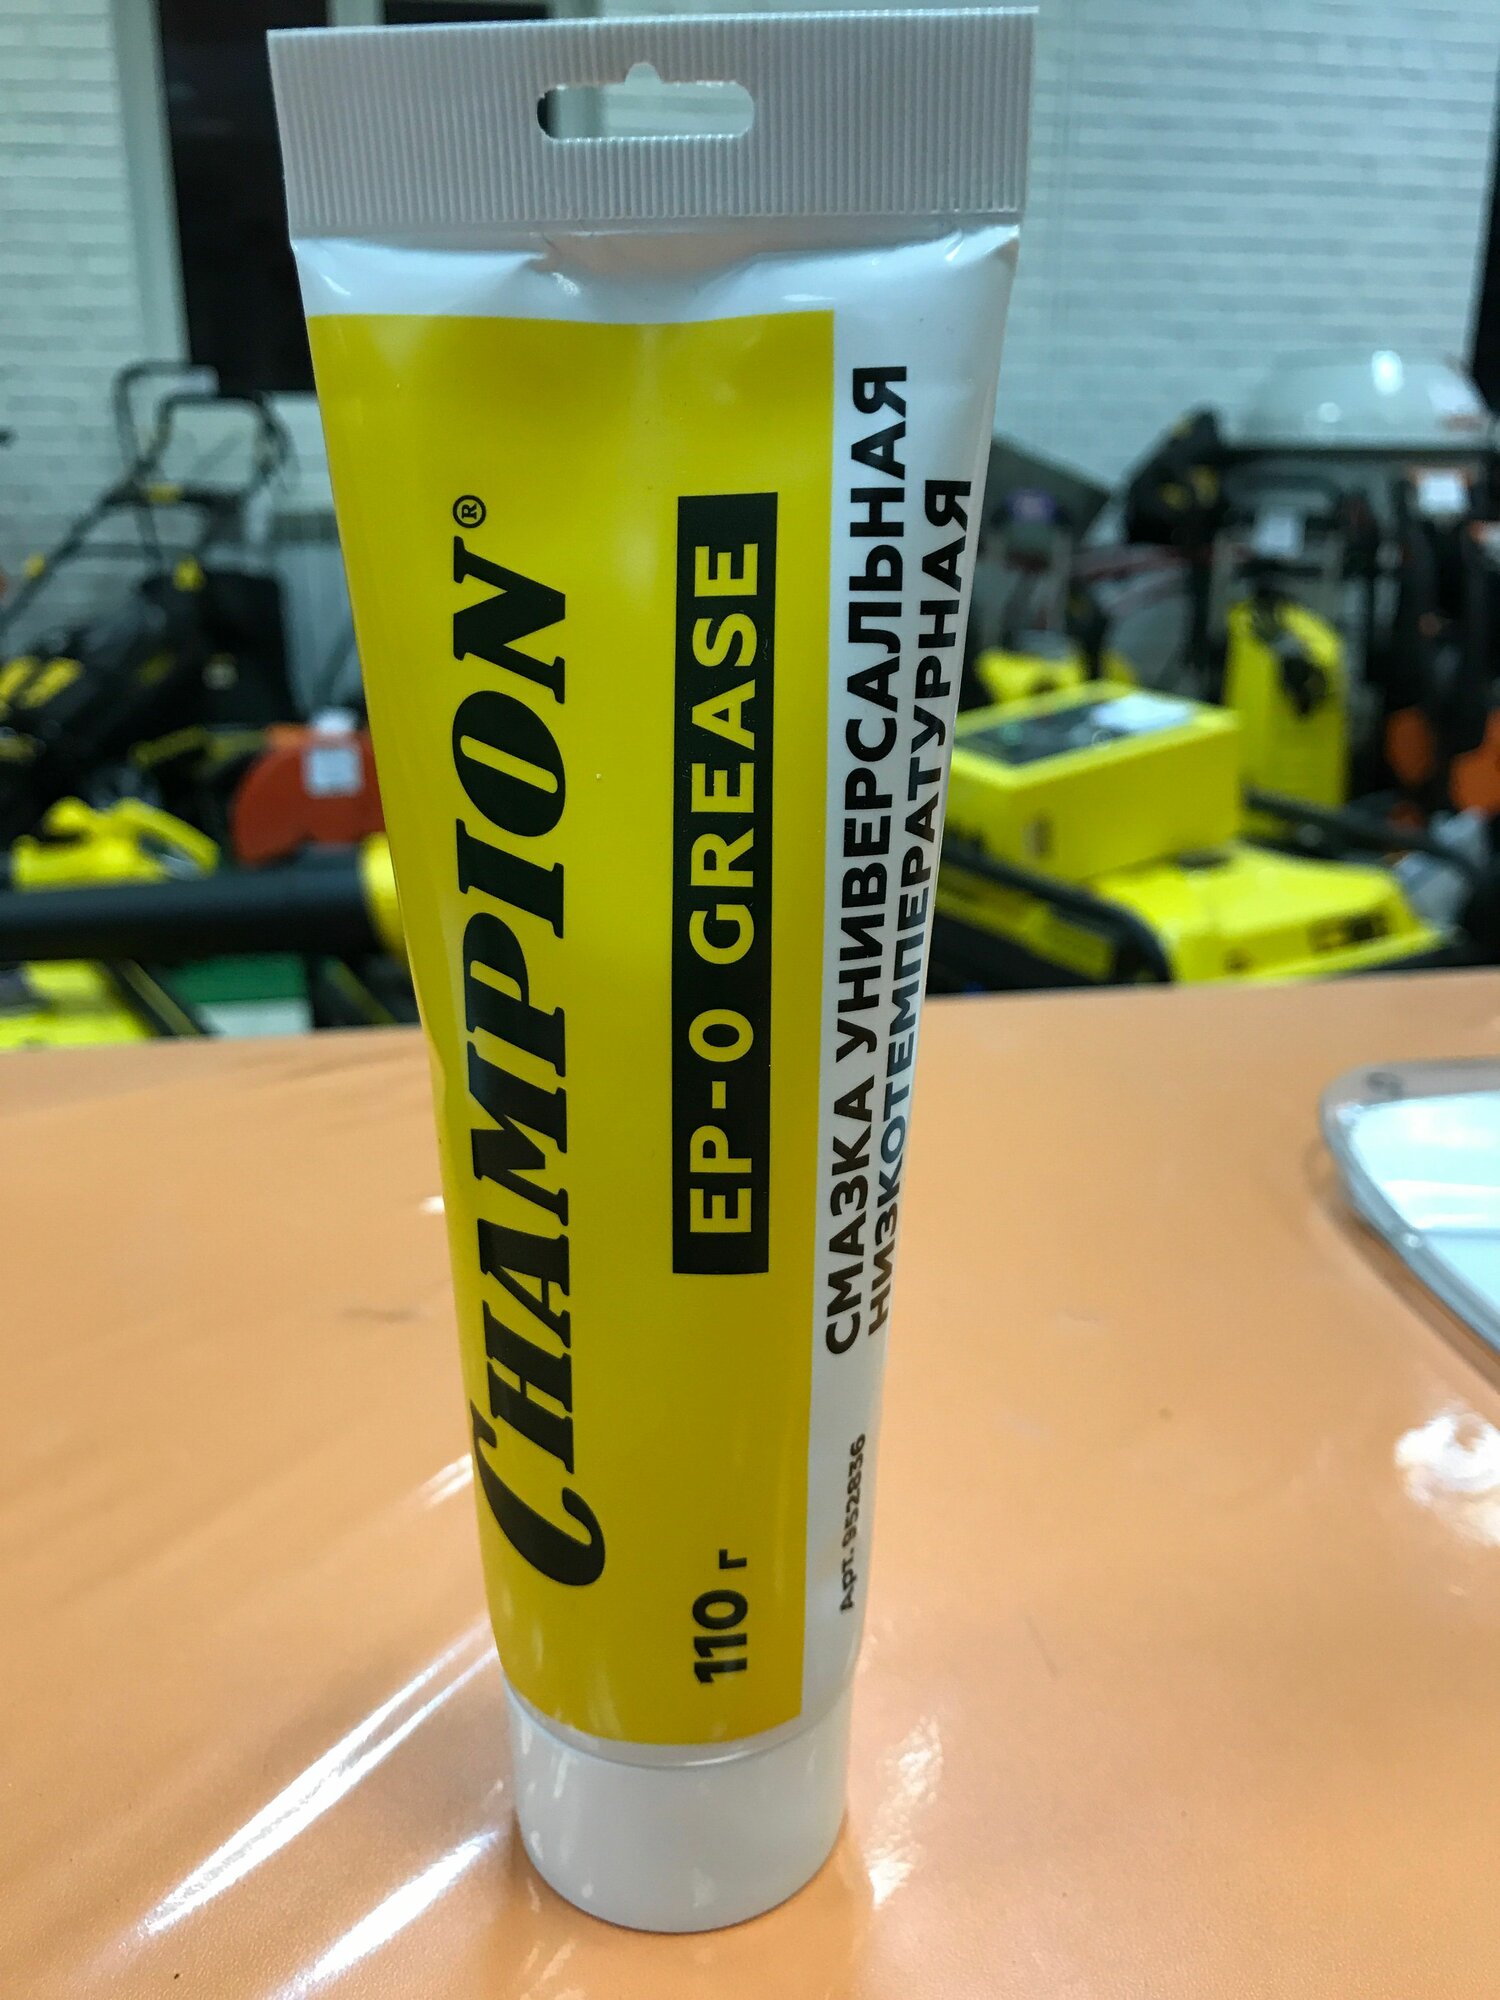 CHAMPION®
EP-0 GREASE
110 г
СМАЗКА УНИВЕРСАЛЬНАЯ
НИЗКОТЕМПЕРАТУРНАЯ
Арт. 952836